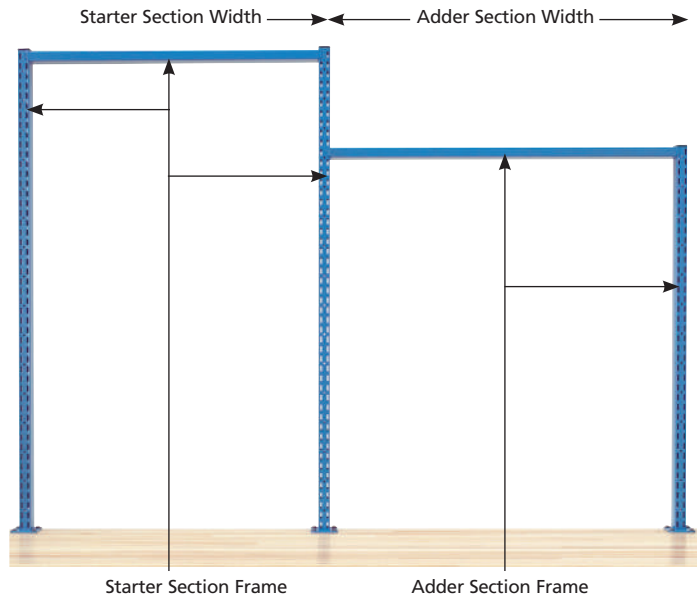 Starter Section Width
Adder Section Width
Starter Section Frame
Adder Section Frame